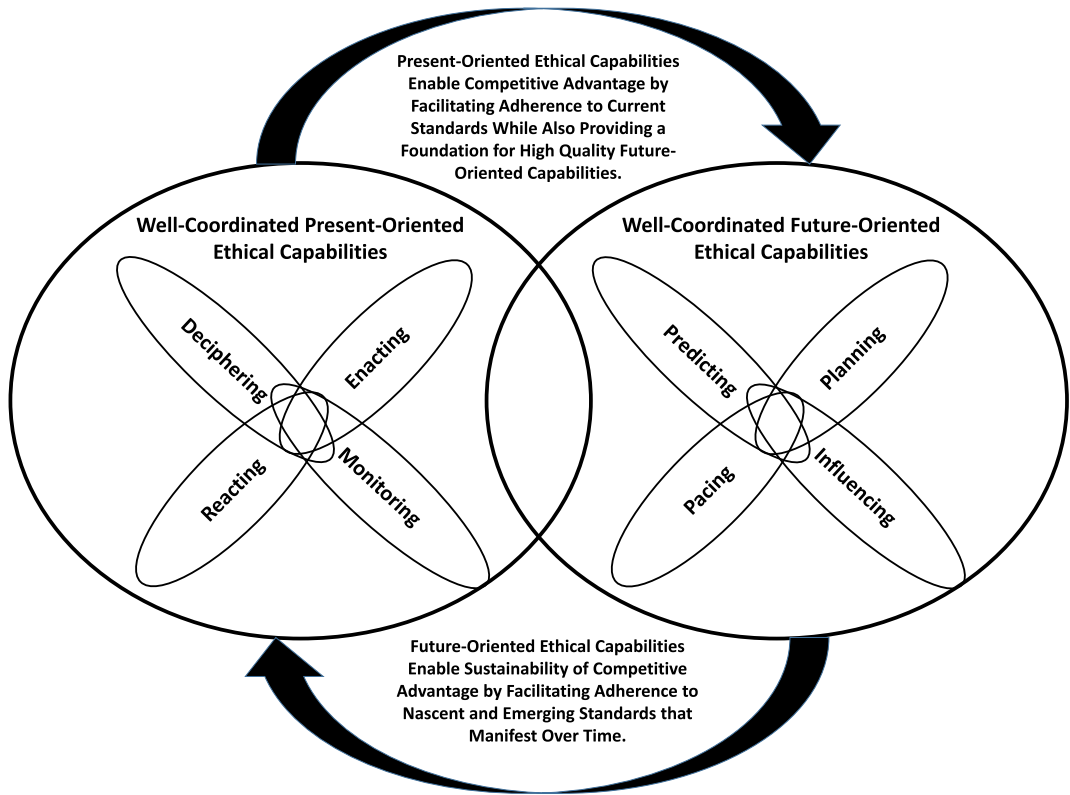 Present-Oriented Ethical Capabilities
Enable Competitive Advantage by
Facilitating Adherence to Current
Standards While Also Providing a
Foundation for High Quality Future-
Oriented Capabilities.
Well-Coordinated Present-Oriented
Ethical Capabilities
Deciphering
Enacting
Reacting
Monitoring
Well-Coordinated Future-Oriented
Ethical Capabilities
Predicting
Planning
Pacing
Influencing
Future-Oriented Ethical Capabilities
Enable Sustainability of Competitive
Advantage by Facilitating Adherence to
Nascent and Emerging Standards that
Manifest Over Time.